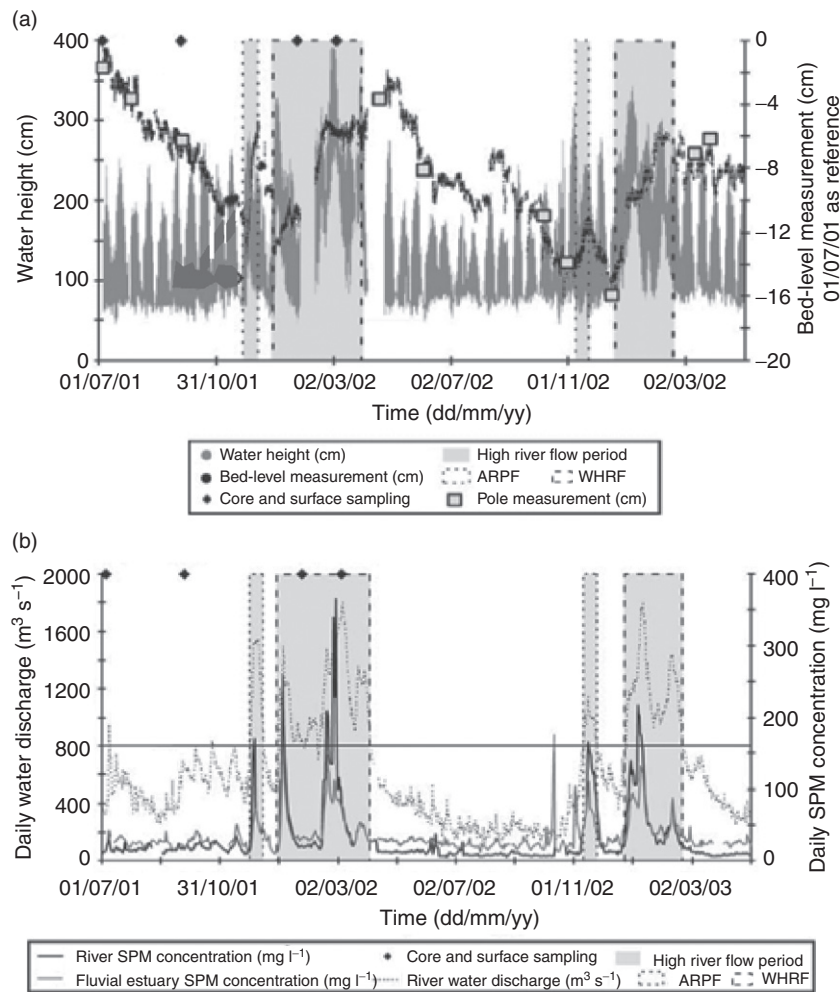 (a)
400
300
200
100
0
Water height (cm)
0
−4
−8
−12
−16
−20
Bed-level measurement (cm)
01/07/01 as reference
01/07/01
31/10/01
02/03/02
02/07/02
01/11/02
02/03/02
Time (dd/mm/yy)
Water height (cm)
High river flow period
Bed-level measurement (cm)
ARPF
WHRF
Core and surface sampling
Pole measurement (cm)
(b)
2000
1600
1200
800
400
0
Daily water discharge (m³ s⁻¹)
400
300
200
100
0
Daily SPM concentration (mg l⁻¹)
01/07/01
31/10/01
02/03/02
02/07/02
01/11/02
02/03/03
Time (dd/mm/yy)
River SPM concentration (mg l⁻¹)
Core and surface sampling
High river flow period
Fluvial estuary SPM concentration (mg l⁻¹)
River water discharge (m³ s⁻¹)
ARPF
WHRF